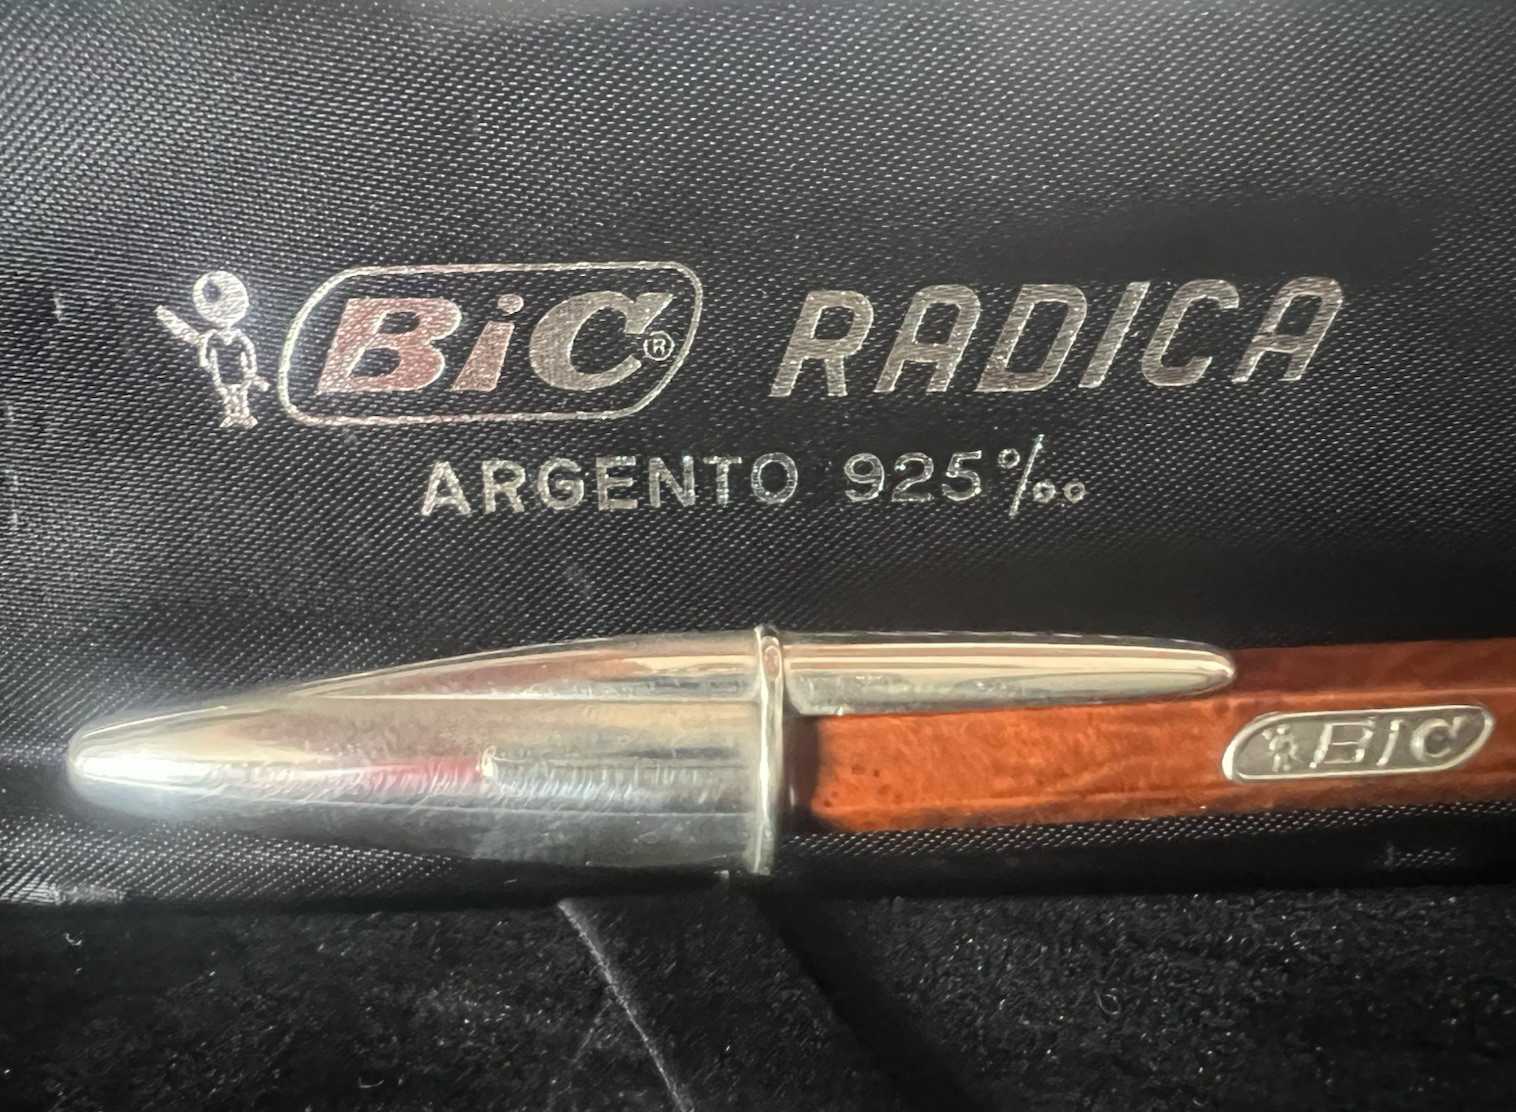 BiC® RADICA
ARGENTO 925‰
BIC